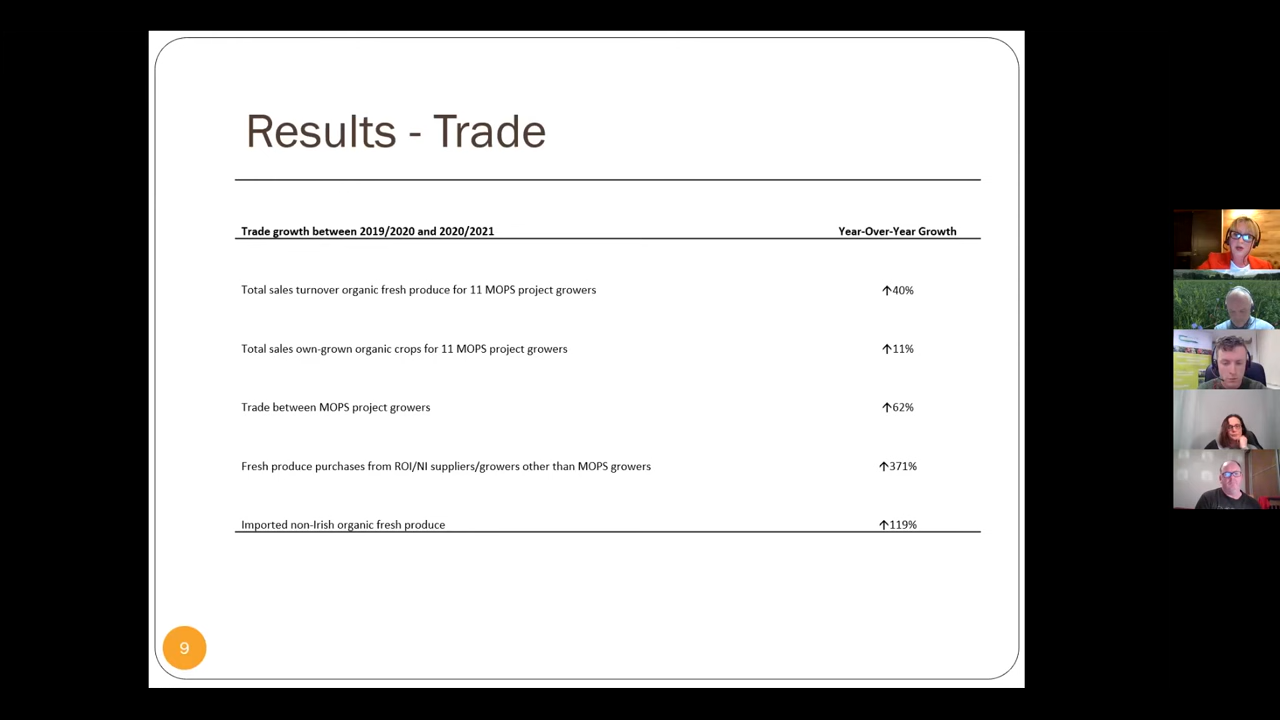 Results - Trade
Trade growth between 2019/2020 and 2020/2021 Year-Over-Year Growth
Total sales turnover organic fresh produce for 11 MOPS project growers ↑40%
Total sales own-grown organic crops for 11 MOPS project growers ↑11%
Trade between MOPS project growers ↑62%
Fresh produce purchases from ROI/NI suppliers/growers other than MOPS growers ↑371%
Imported non-Irish organic fresh produce ↑119%
9